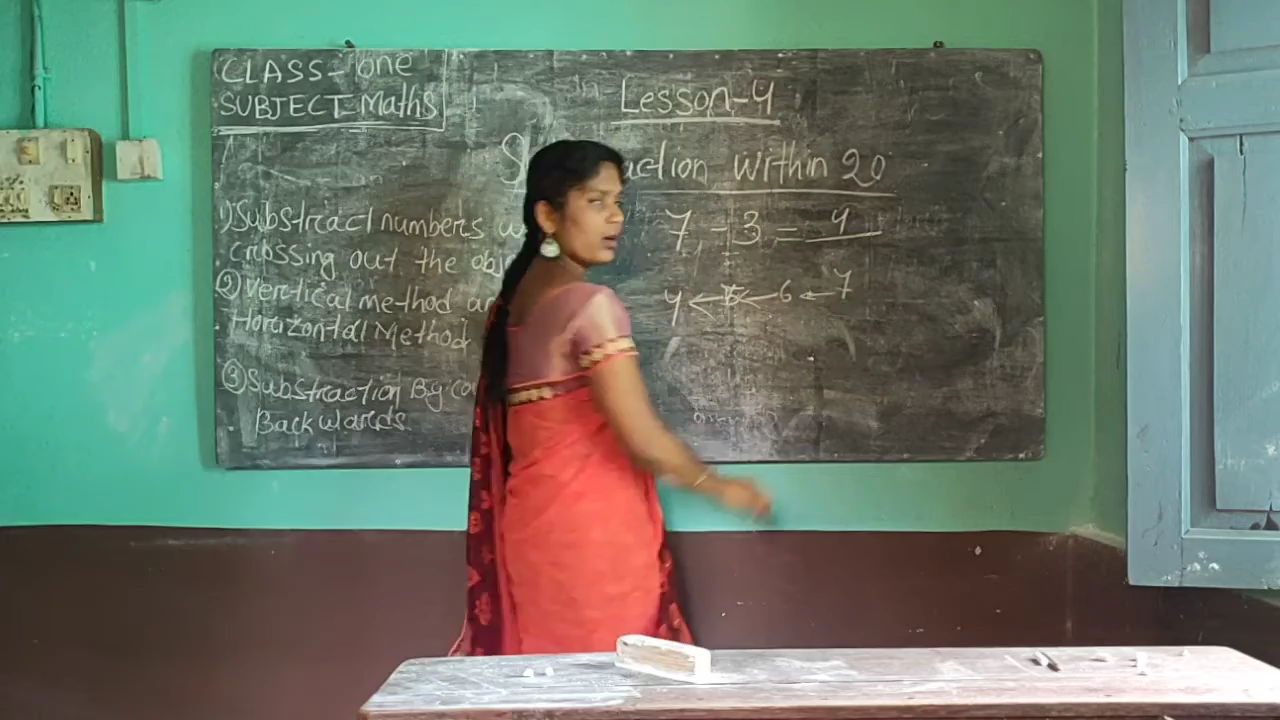 CLASS- one
SUBJECT-Maths
Lesson-4
uction within 20
1) Substract numbers
crossing out the obj
② Vertical method
Horizontal Method
③ Substraction By co
Backwards
7 - 3 = 4
4 ← 5 ← 6 ← 7